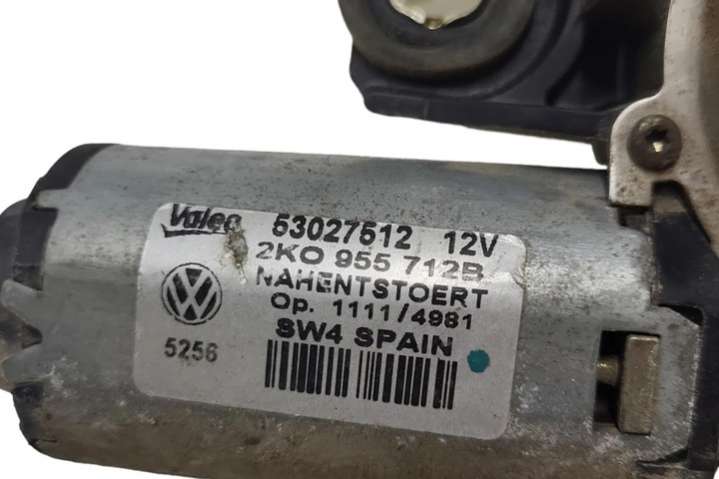 Valeo 53027512 12V
2K0 955 712B
NAHENTSTOERT
Op. 1111/4981
5256 SW4 SPAIN